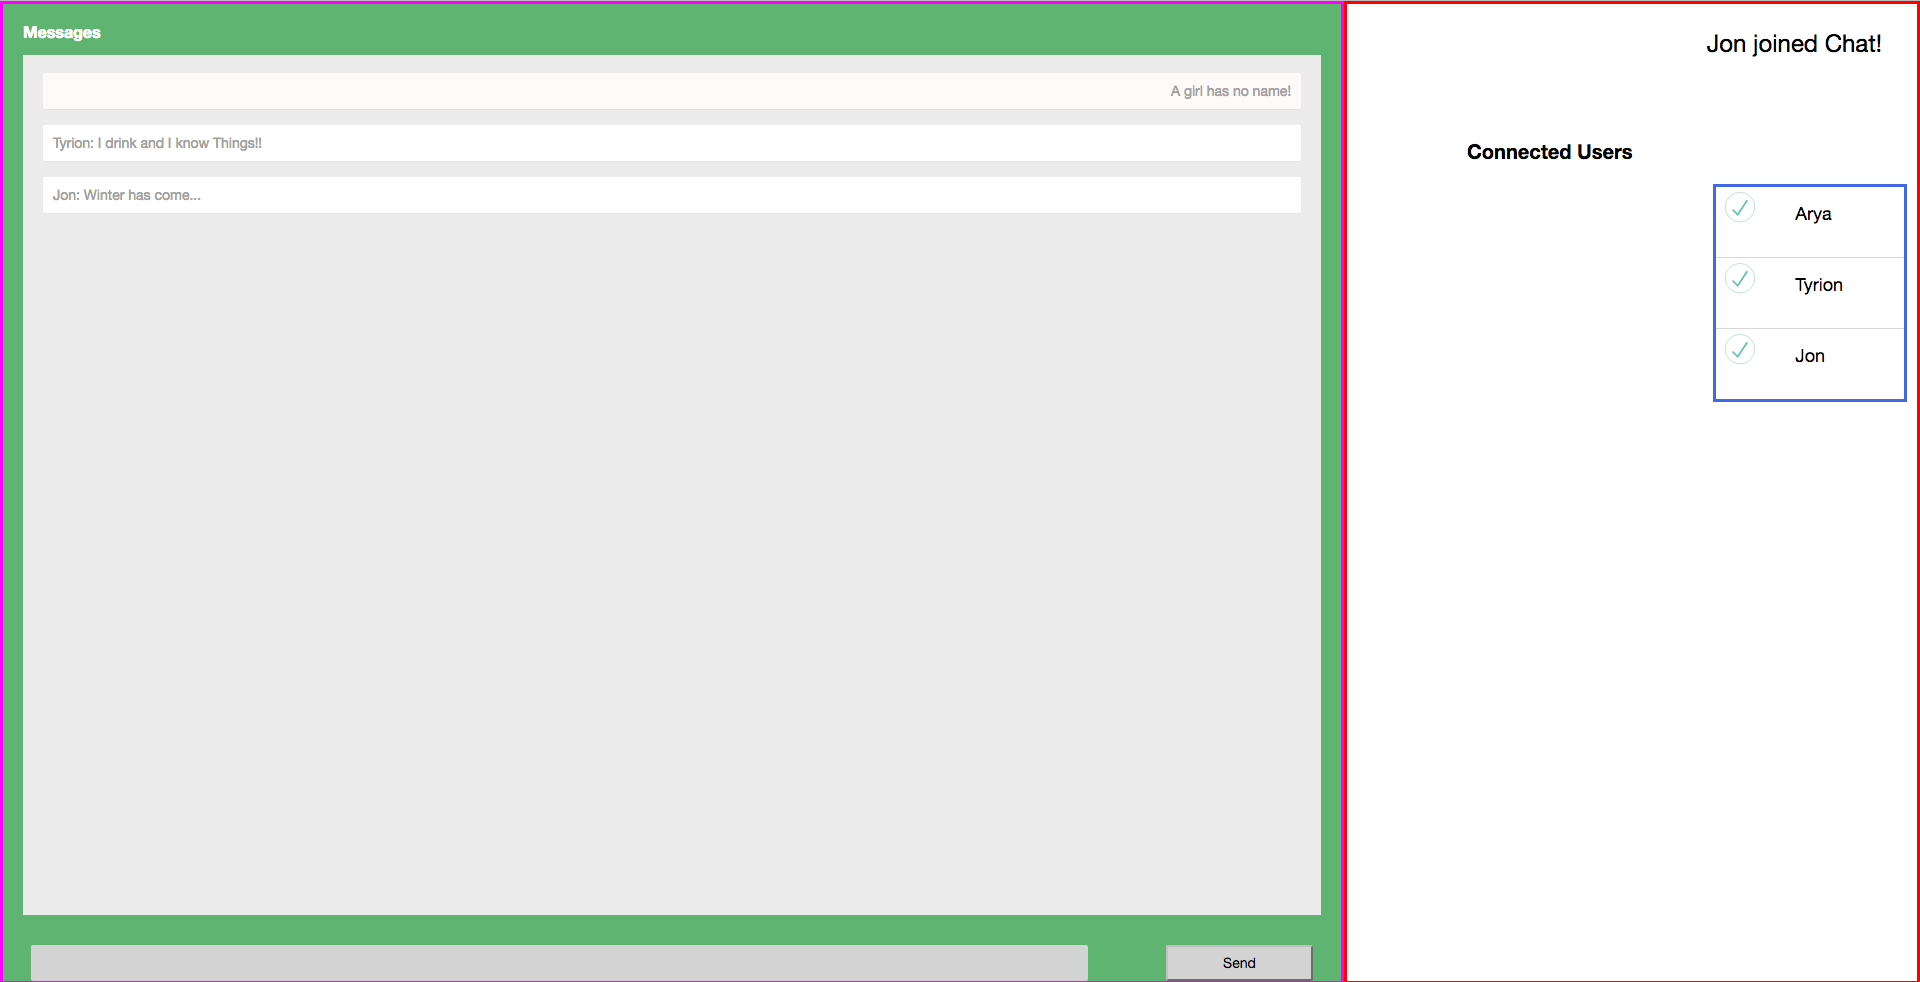 Messages
A girl has no name!
Tyrion: I drink and I know Things!!
Jon: Winter has come...
Send
Jon joined Chat!
Connected Users
Arya
Tyrion
Jon